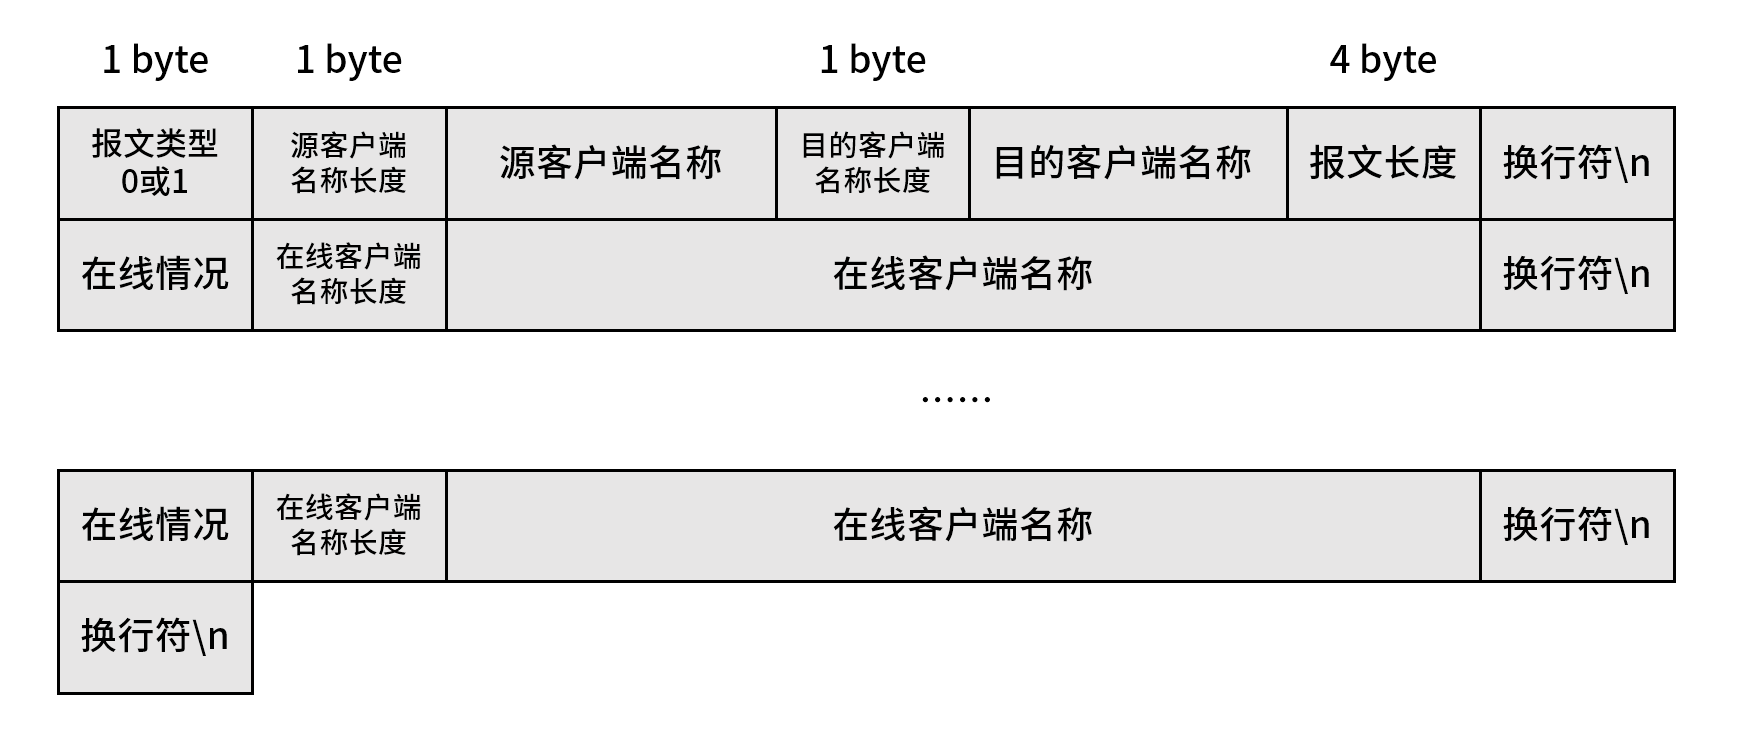 1 byte
1 byte
1 byte
4 byte
报文类型
0或1
源客户端
名称长度
源客户端名称
目的客户端
名称长度
目的客户端名称
报文长度
换行符\n
在线情况
在线客户端
名称长度
在线客户端名称
换行符\n
......
在线情况
在线客户端
名称长度
在线客户端名称
换行符\n
换行符\n